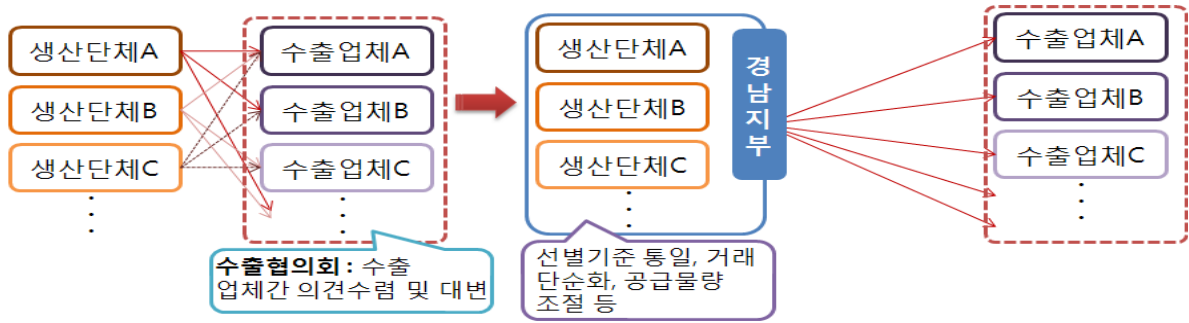 생산단체A
생산단체B
생산단체C
수출업체A
수출업체B
수출업체C
수출협의회 : 수출
업체간 의견수렴 및 대변
생산단체A
생산단체B
생산단체C
경남지부
선별기준 통일, 거래
단순화, 공급물량
조절 등
수출업체A
수출업체B
수출업체C